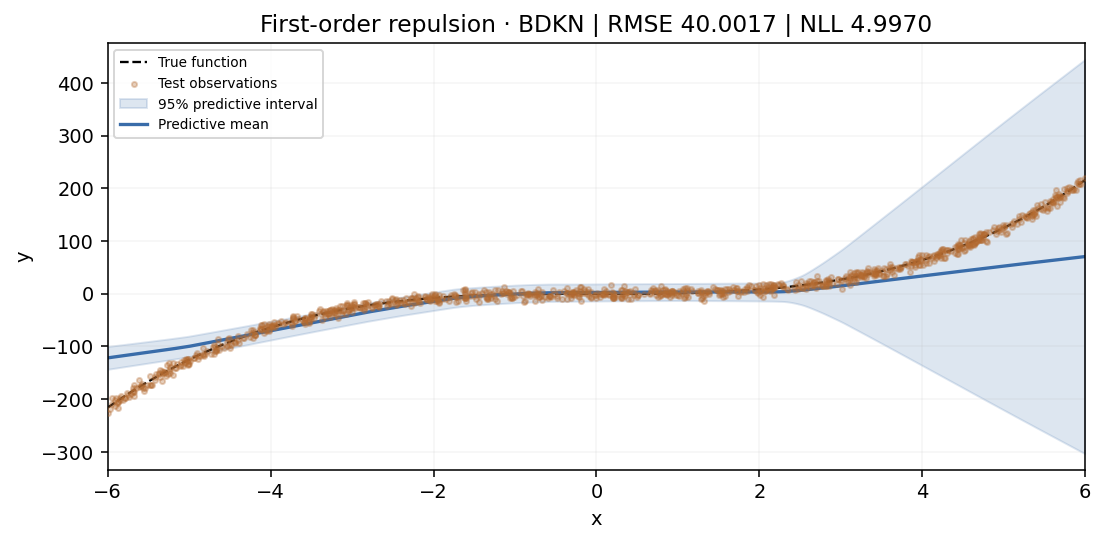 First-order repulsion · BDKN | RMSE 40.0017 | NLL 4.9970
True function
Test observations
95% predictive interval
Predictive mean
400
300
200
100
0
−100
−200
−300
y
−6
−4
−2
0
2
4
6
x